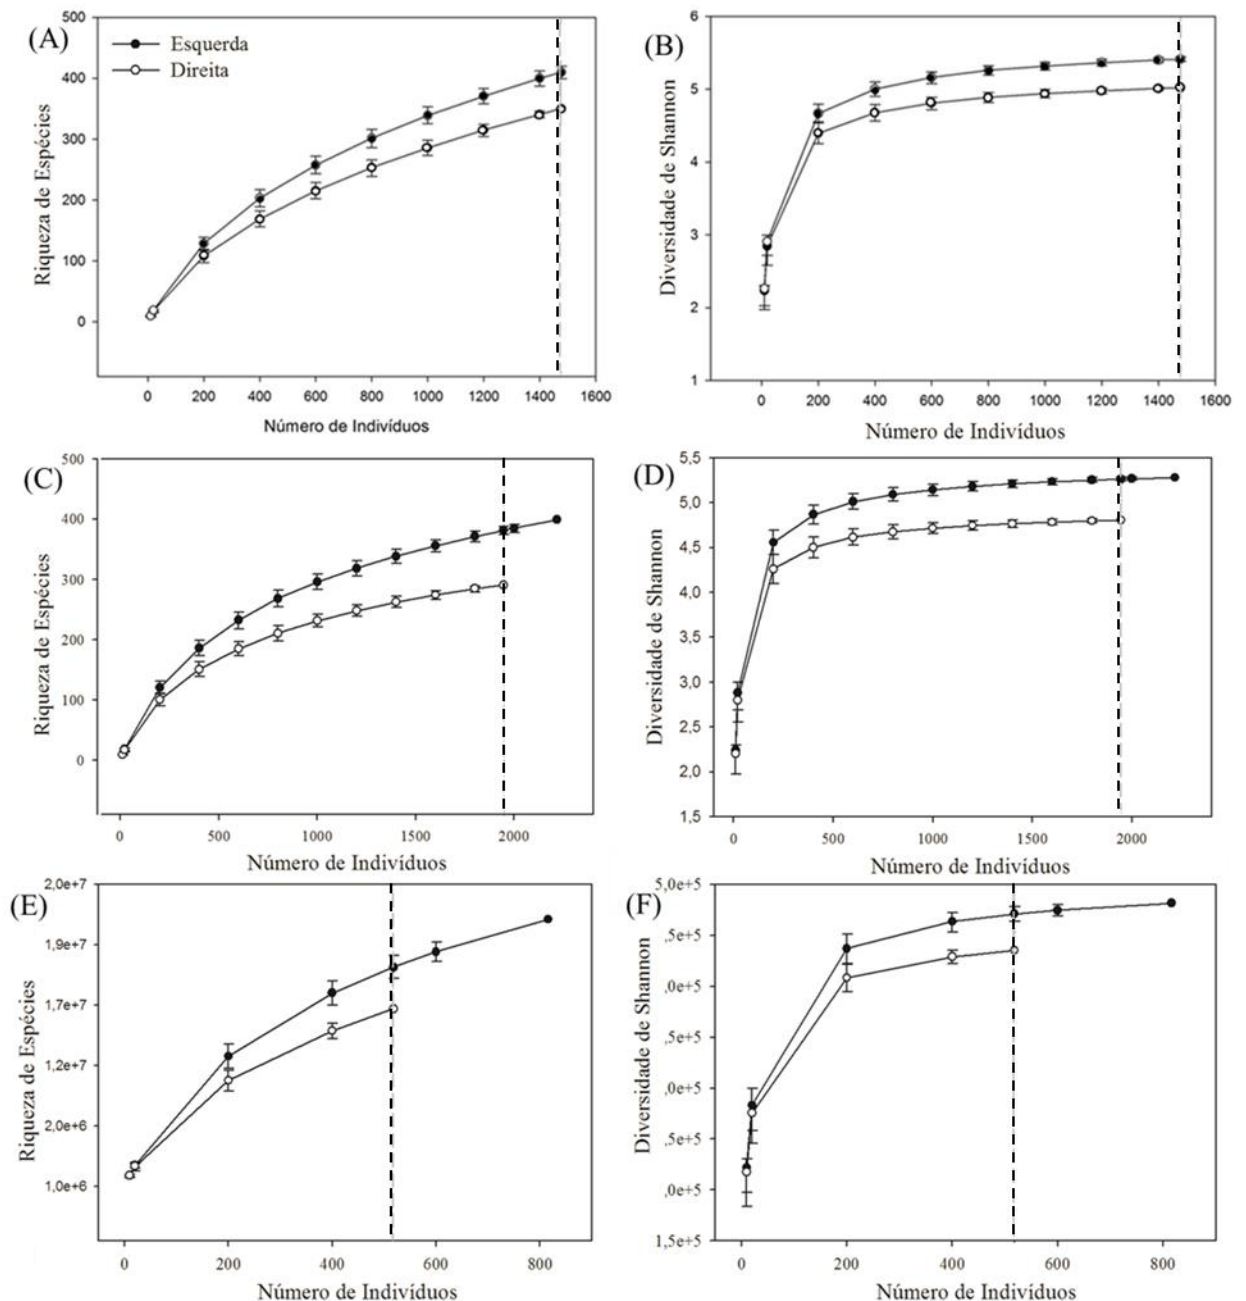 (A)
Esquerda
Direita
Riqueza de Espécies
500
400
300
200
100
0
0 200 400 600 800 1000 1200 1400 1600
Número de Indivíduos
(B)
Diversidade de Shannon
6
5
4
3
2
1
0 200 400 600 800 1000 1200 1400 1600
Número de Indivíduos
(C)
Riqueza de Espécies
500
400
300
200
100
0
0 500 1000 1500 2000
Número de Indivíduos
(D)
Diversidade de Shannon
5,5
5,0
4,5
4,0
3,5
3,0
2,5
2,0
1,5
0 500 1000 1500 2000
Número de Indivíduos
(E)
Riqueza de Espécies
2,0e+7
1,9e+7
1,7e+7
1,2e+7
2,0e+6
1,0e+6
0 200 400 600 800
Número de Indivíduos
(F)
Diversidade de Shannon
5,0e+5
,5e+5
,0e+5
,5e+5
,0e+5
,5e+5
,0e+5
1,5e+5
0 200 400 600 800
Número de Indivíduos